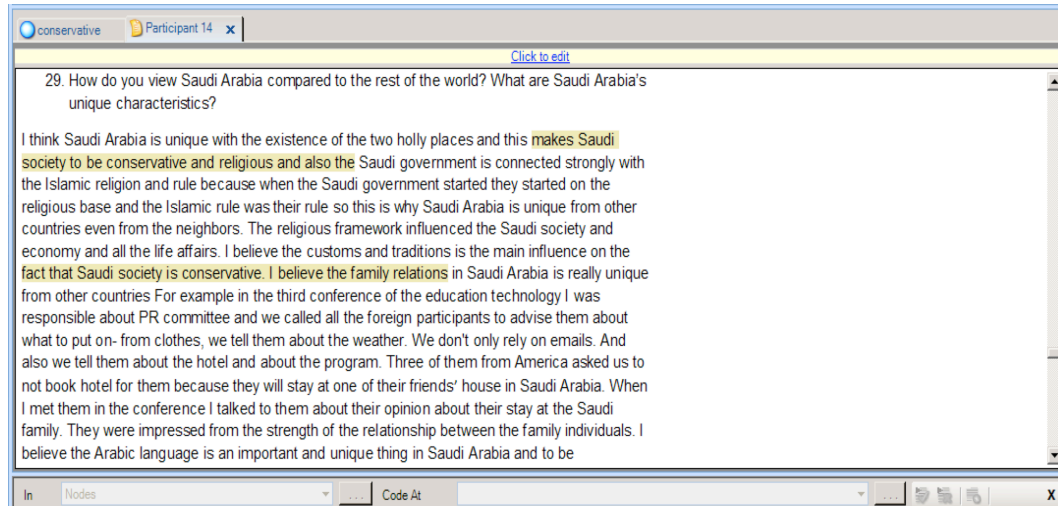 conservative
Participant 14 x
Click to edit
29. How do you view Saudi Arabia compared to the rest of the world? What are Saudi Arabia's
unique characteristics?
I think Saudi Arabia is unique with the existence of the two holly places and this makes Saudi
society to be conservative and religious and also the Saudi government is connected strongly with
the Islamic religion and rule because when the Saudi government started they started on the
religious base and the Islamic rule was their rule so this is why Saudi Arabia is unique from other
countries even from the neighbors. The religious framework influenced the Saudi society and
economy and all the life affairs. I believe the customs and traditions is the main influence on the
fact that Saudi society is conservative. I believe the family relations in Saudi Arabia is really unique
from other countries For example in the third conference of the education technology I was
responsible about PR committee and we called all the foreign participants to advise them about
what to put on- from clothes, we tell them about the weather. We don't only rely on emails. And
also we tell them about the hotel and about the program. Three of them from America asked us to
not book hotel for them because they will stay at one of their friends' house in Saudi Arabia. When
I met them in the conference I talked to them about their opinion about their stay at the Saudi
family. They were impressed from the strength of the relationship between the family individuals. I
believe the Arabic language is an important and unique thing in Saudi Arabia and to be
In Nodes ... Code At ... X